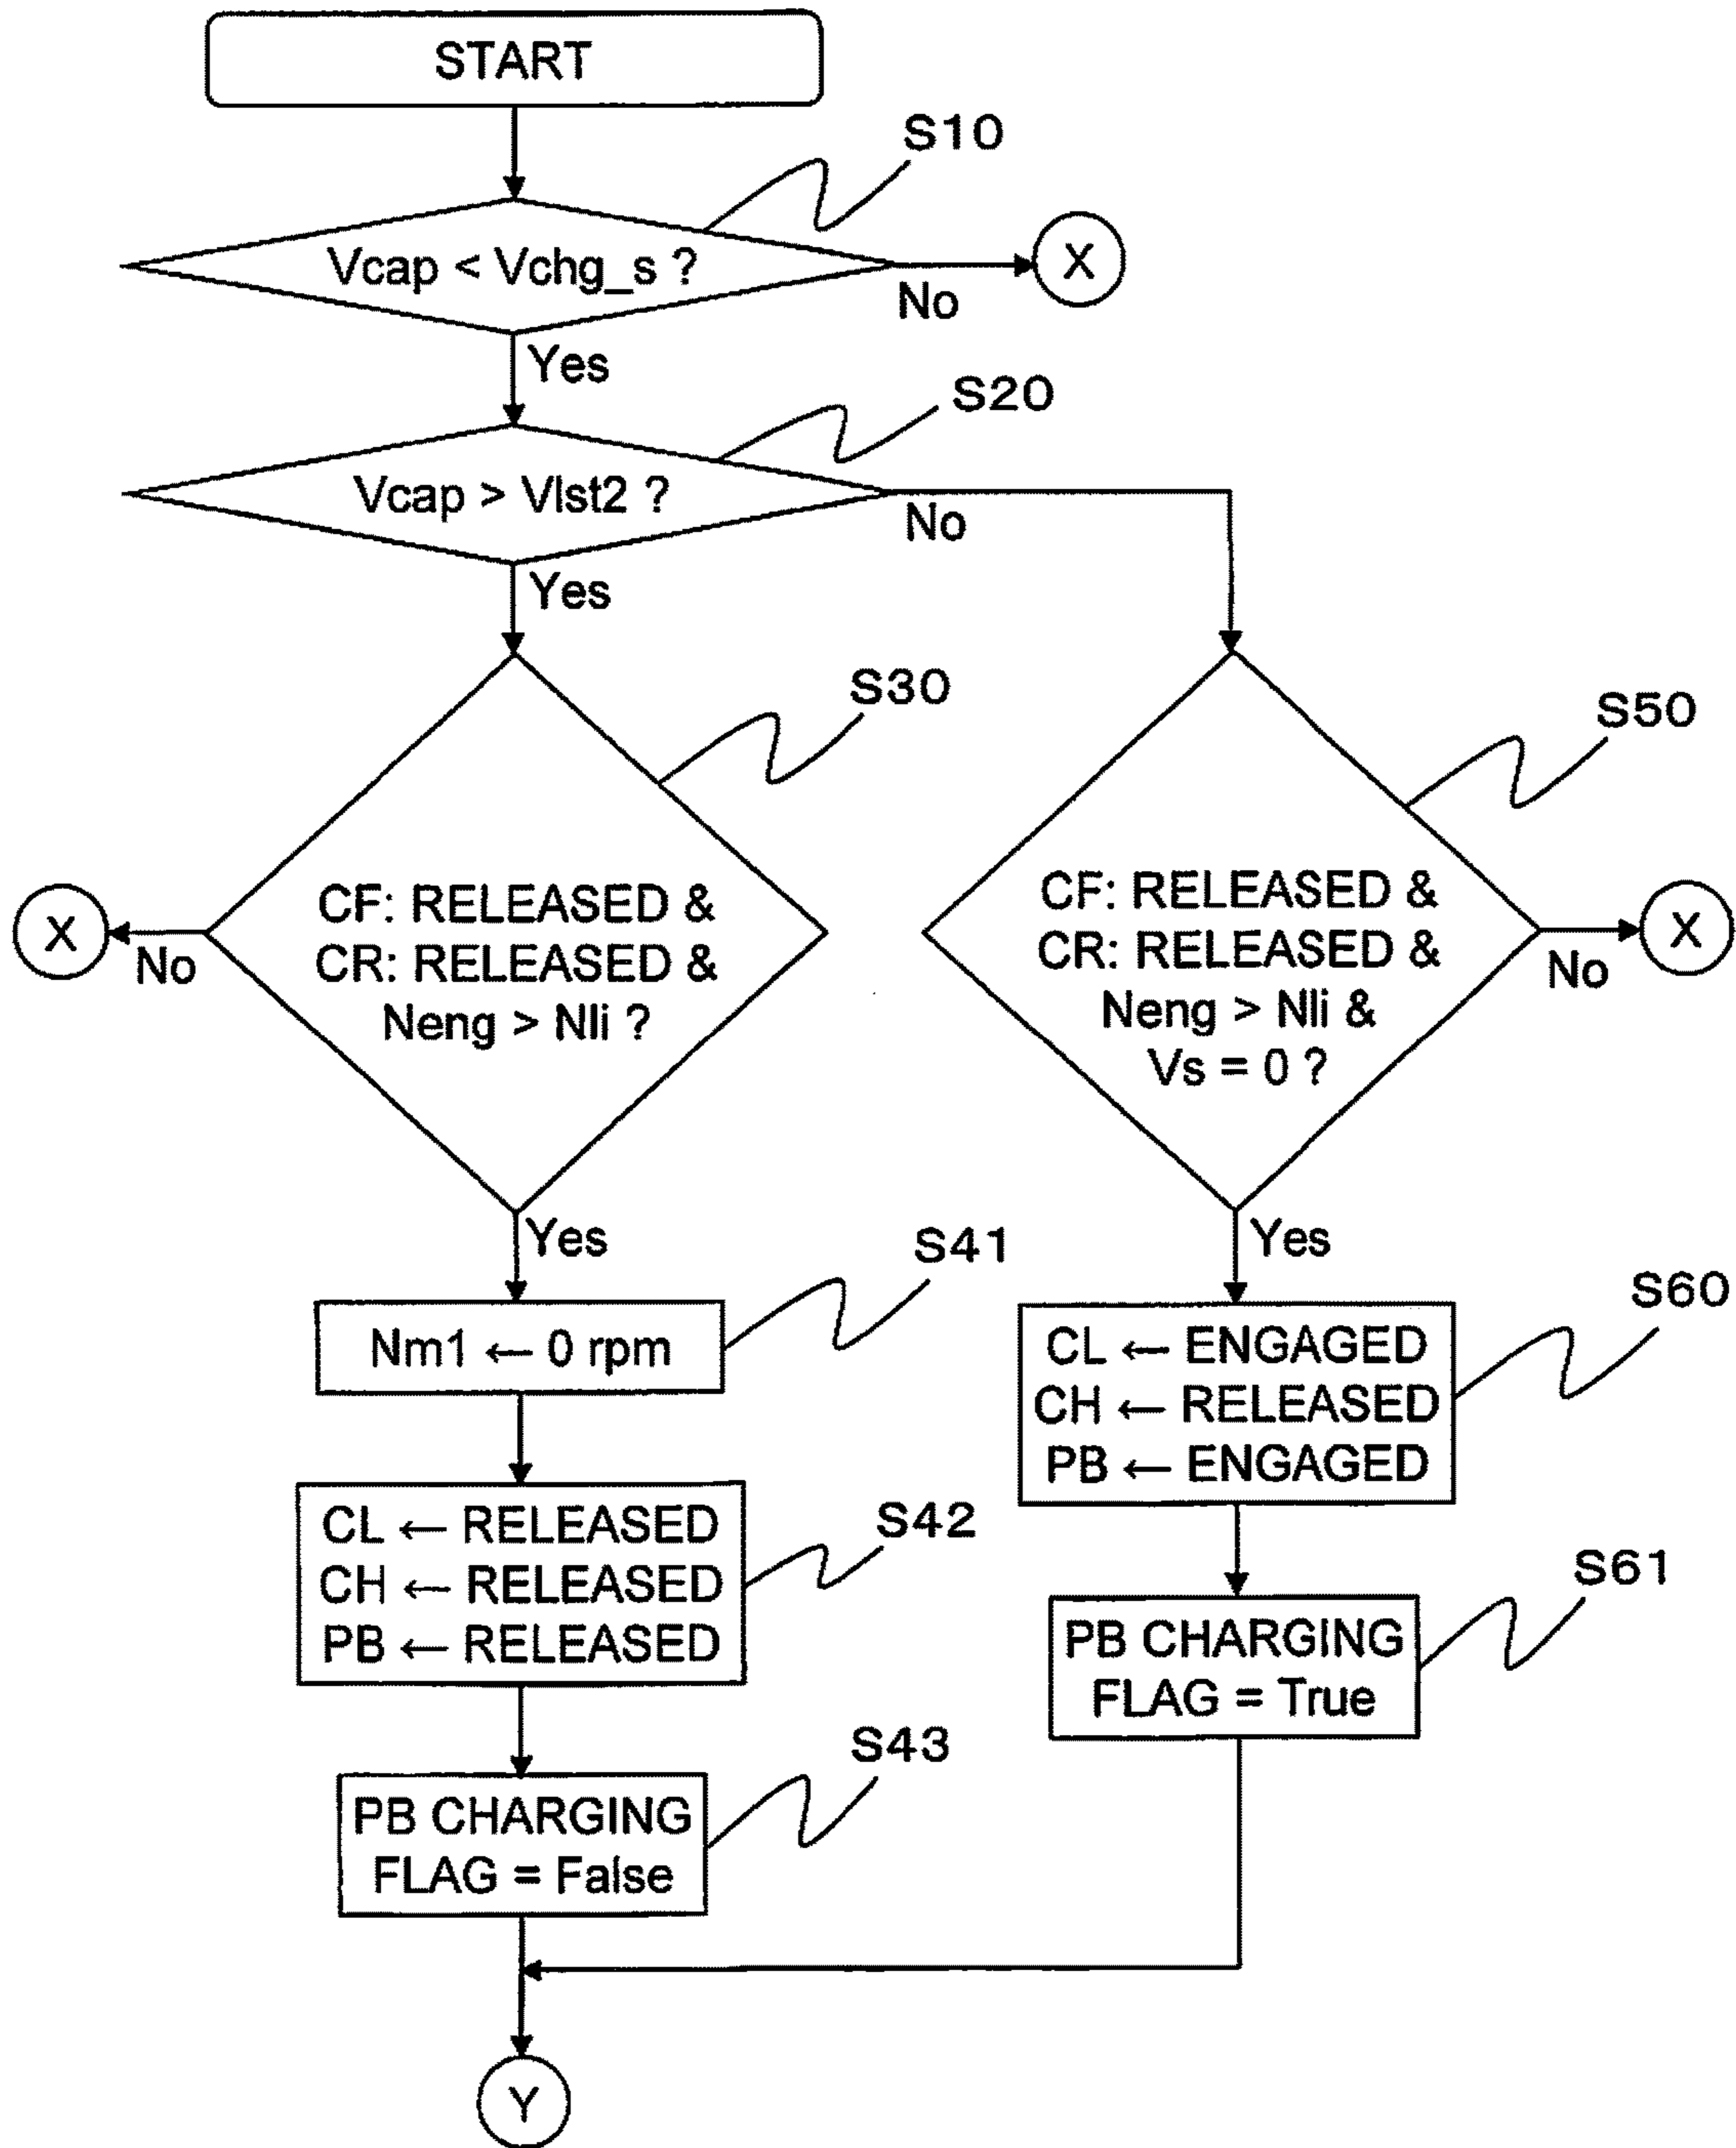 START
S10
Vcap < Vchg_s ?
X
No
Yes
S20
Vcap > Vlst2 ?
No
Yes
S30
S50
CF: RELEASED &
CR: RELEASED &
Neng > Nli ?
X
No
CF: RELEASED &
CR: RELEASED &
Neng > Nli &
Vs = 0 ?
X
No
Yes
S41
Nm1 ← 0 rpm
Yes
S60
CL ← ENGAGED
CH ← RELEASED
PB ← ENGAGED
CL ← RELEASED
CH ← RELEASED
PB ← RELEASED
S42
S61
PB CHARGING
FLAG = True
S43
PB CHARGING
FLAG = False
Y